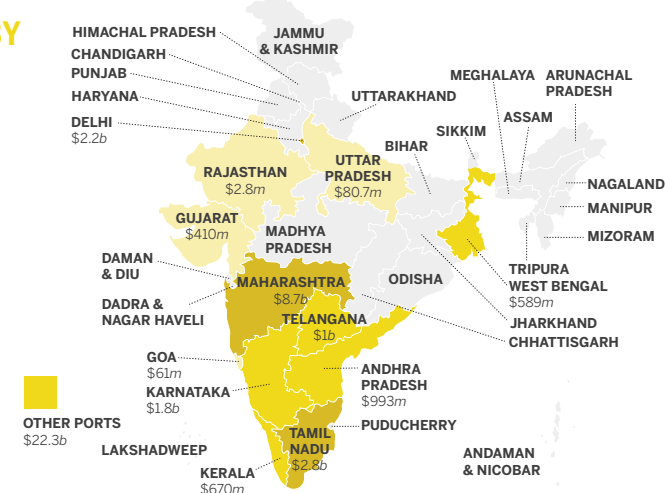 BY
HIMACHAL PRADESH
CHANDIGARH
PUNJAB
HARYANA
DELHI
$2.2b
JAMMU
& KASHMIR
UTTARAKHAND
MEGHALAYA
ARUNACHAL
PRADESH
ASSAM
SIKKIM
BIHAR
RAJASTHAN
$2.8m
UTTAR
PRADESH
$80.7m
NAGALAND
MANIPUR
MIZORAM
GUJARAT
$410m
MADHYA
PRADESH
DAMAN
& DIU
MAHARASHTRA
$8.7b
ODISHA
TRIPURA
WEST BENGAL
$589m
DADRA &
NAGAR HAVELI
TELANGANA
$1b
JHARKHAND
CHHATTISGARH
GOA
$61m
KARNATAKA
$1.8b
ANDHRA
PRADESH
$993m
OTHER PORTS
$22.3b
PUDUCHERRY
LAKSHADWEEP
TAMIL
NADU
$2.8b
KERALA
$670m
ANDAMAN
& NICOBAR